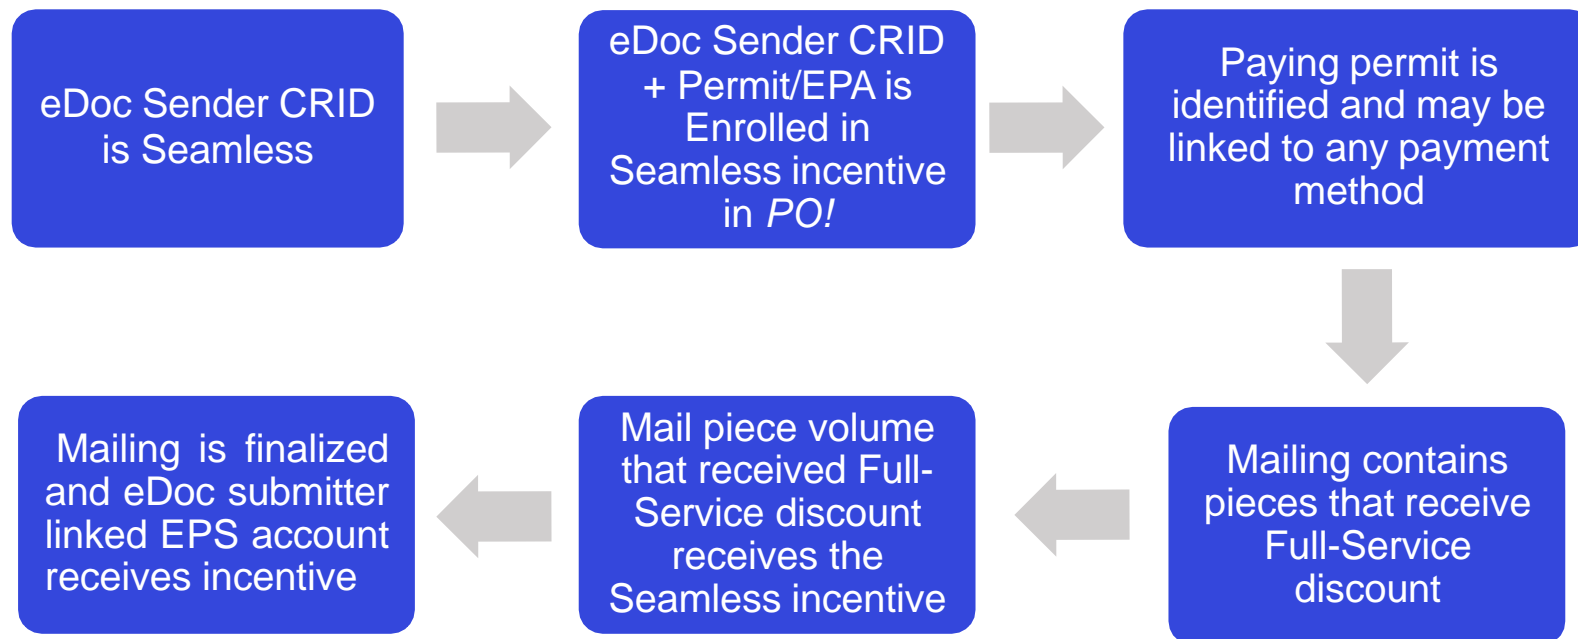 eDoc Sender CRID
is Seamless
eDoc Sender CRID
+ Permit/EPA is
Enrolled in
Seamless incentive
in PO!
Paying permit is
identified and may be
linked to any payment
method
Mailing contains
pieces that receive
Full-Service
discount
Mail piece volume
that received Full-
Service discount
receives the
Seamless incentive
Mailing is finalized
and eDoc submitter
linked EPS account
receives incentive